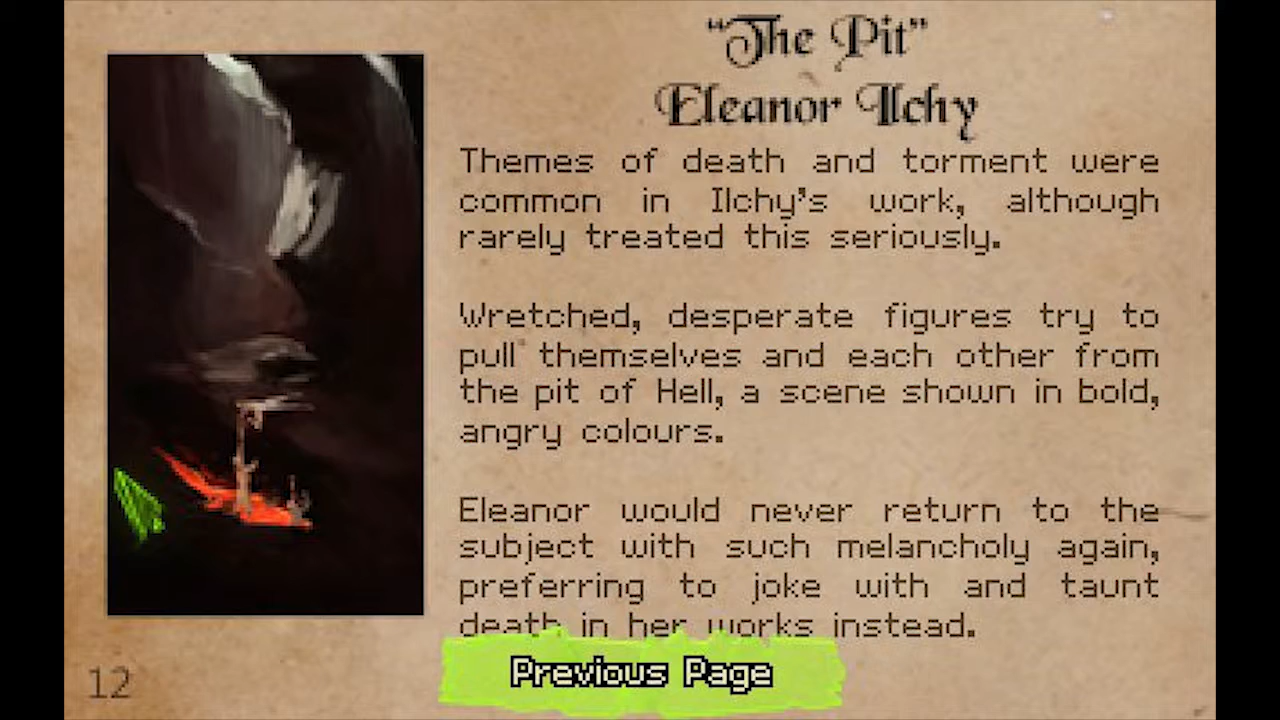 “The Pit”
Eleanor Ilchy
Themes of death and torment were
common in Ilchy’s work, although
rarely treated this seriously.
Wretched, desperate figures try to
pull themselves and each other from
the pit of Hell, a scene shown in bold,
angry colours.
Eleanor would never return to the
subject with such melancholy again,
preferring to joke with and taunt
death in her works instead.
Previous Page
12